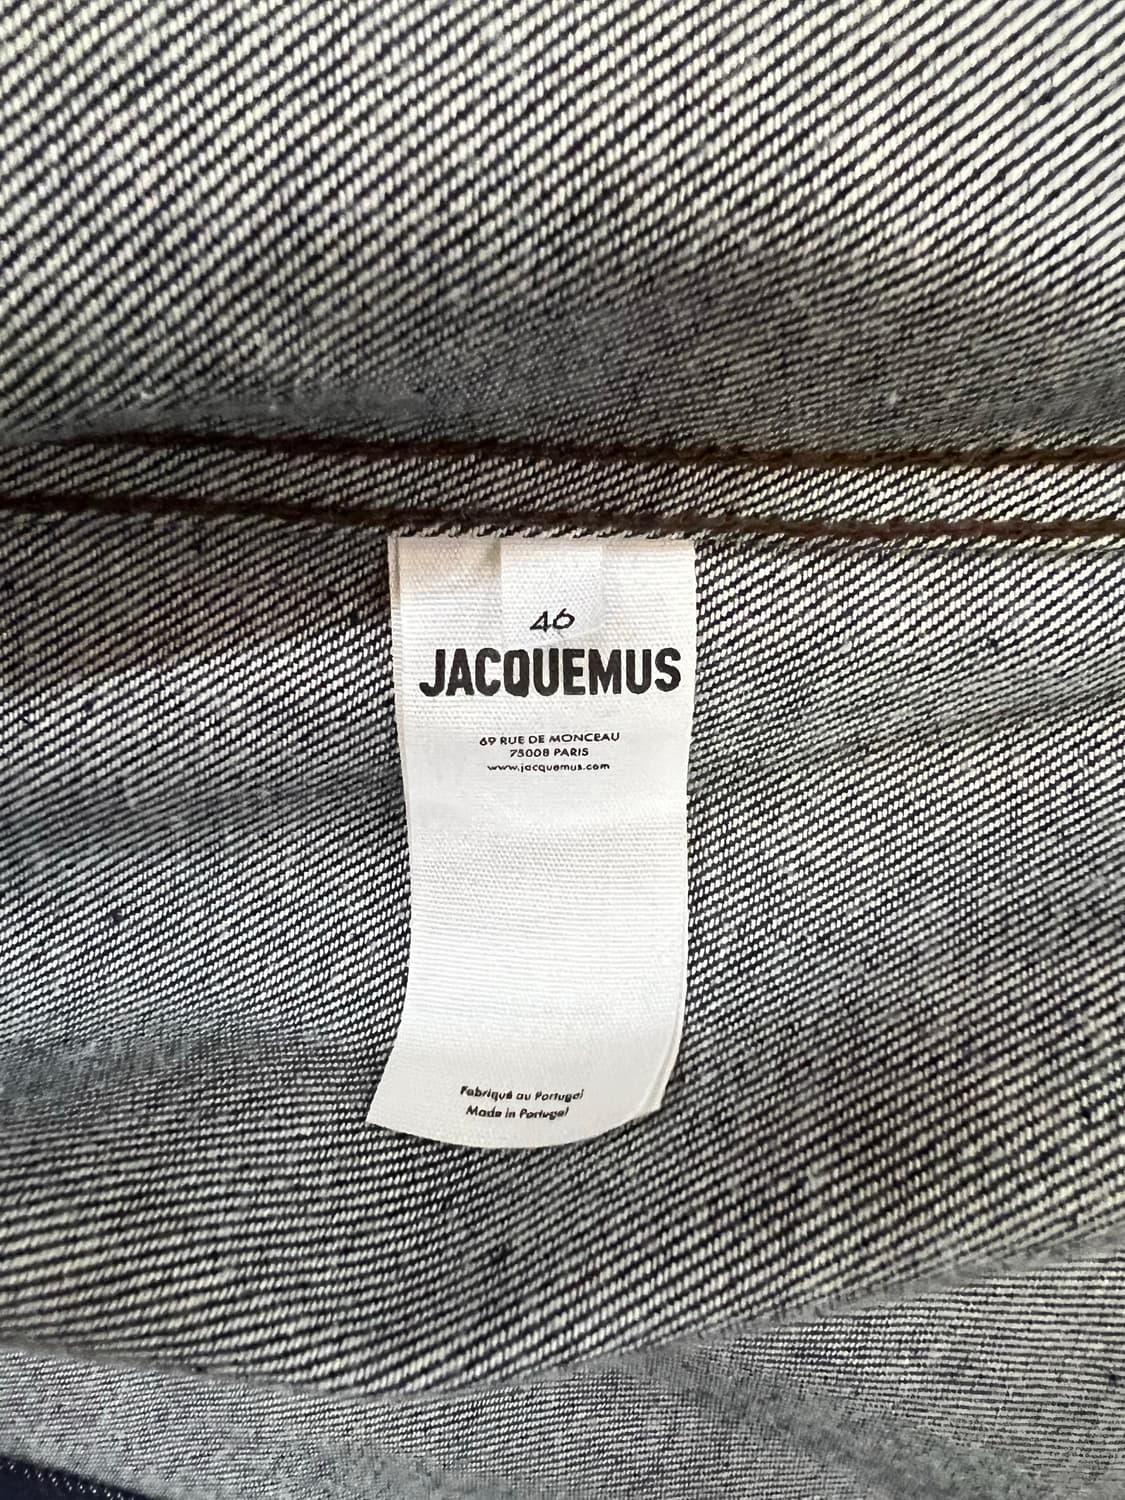 46
JACQUEMUS
69 RUE DE MONCEAU
75008 PARIS
www.jacquemus.com
Fabriqué au Portugal
Made in Portugal